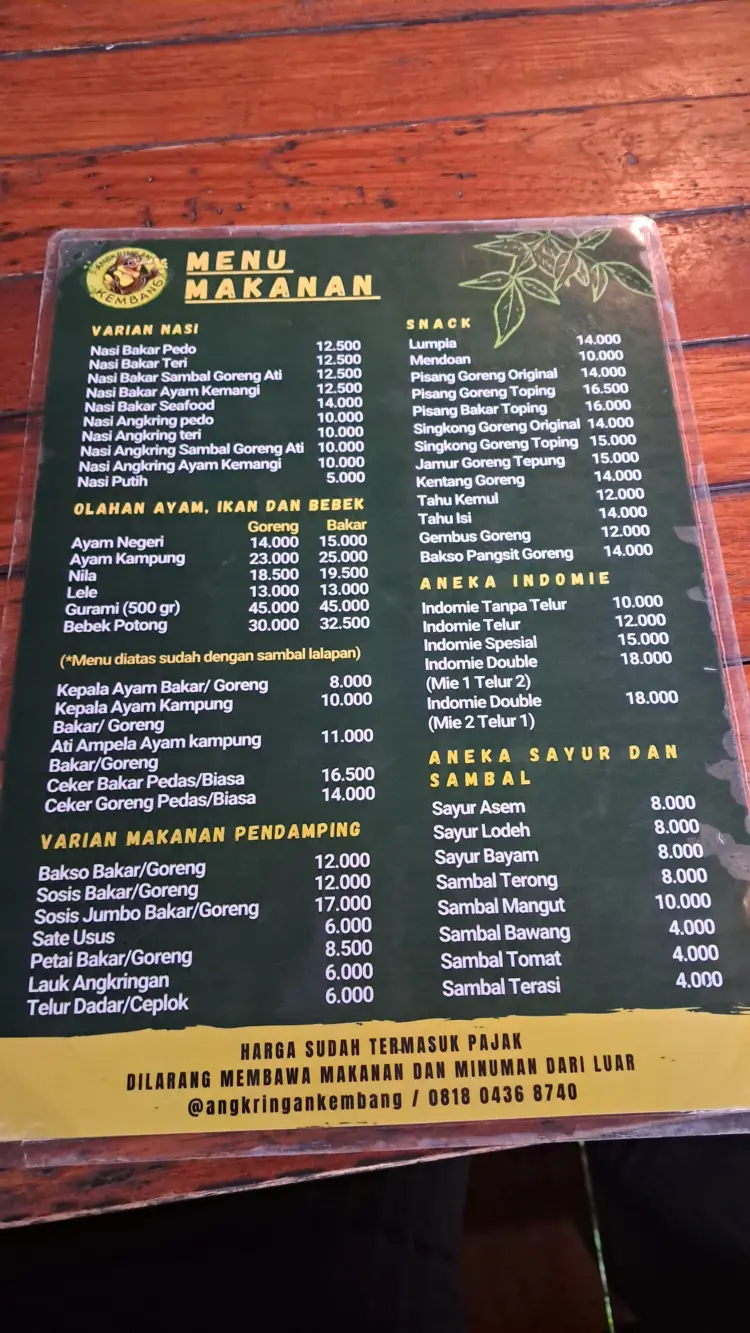 ANGKRINGAN
KEMBANG
MENU
MAKANAN
VARIAN NASI
Nasi Bakar Pedo 12.500
Nasi Bakar Teri 12.500
Nasi Bakar Sambal Goreng Ati 12.500
Nasi Bakar Ayam Kemangi 12.500
Nasi Bakar Seafood 14.000
Nasi Angkring pedo 10.000
Nasi Angkring teri 10.000
Nasi Angkring Sambal Goreng Ati 10.000
Nasi Angkring Ayam Kemangi 10.000
Nasi Putih 5.000
OLAHAN AYAM, IKAN DAN BEBEK
Goreng Bakar
Ayam Negeri 14.000 15.000
Ayam Kampung 23.000 25.000
Nila 18.500 19.500
Lele 13.000 13.000
Gurami (500 gr) 45.000 45.000
Bebek Potong 30.000 32.500
(*Menu diatas sudah dengan sambal lalapan)
Kepala Ayam Bakar/ Goreng 8.000
Kepala Ayam Kampung 10.000
Bakar/ Goreng
Ati Ampela Ayam kampung 11.000
Bakar/Goreng
Ceker Bakar Pedas/Biasa 16.500
Ceker Goreng Pedas/Biasa 14.000
VARIAN MAKANAN PENDAMPING
Bakso Bakar/Goreng 12.000
Sosis Bakar/Goreng 12.000
Sosis Jumbo Bakar/Goreng 17.000
Sate Usus 6.000
Petai Bakar/Goreng 8.500
Lauk Angkringan 6.000
Telur Dadar/Ceplok 6.000
SNACK
Lumpia 14.000
Mendoan 10.000
Pisang Goreng Original 14.000
Pisang Goreng Toping 16.500
Pisang Bakar Toping 16.000
Singkong Goreng Original 14.000
Singkong Goreng Toping 15.000
Jamur Goreng Tepung 15.000
Kentang Goreng 14.000
Tahu Kemul 12.000
Tahu Isi 14.000
Gembus Goreng 12.000
Bakso Pangsit Goreng 14.000
ANEKA INDOMIE
Indomie Tanpa Telur 10.000
Indomie Telur 12.000
Indomie Spesial 15.000
Indomie Double 18.000
(Mie 1 Telur 2)
Indomie Double 18.000
(Mie 2 Telur 1)
ANEKA SAYUR DAN
SAMBAL
Sayur Asem 8.000
Sayur Lodeh 8.000
Sayur Bayam 8.000
Sambal Terong 8.000
Sambal Mangut 10.000
Sambal Bawang 4.000
Sambal Tomat 4.000
Sambal Terasi 4.000
HARGA SUDAH TERMASUK PAJAK
DILARANG MEMBAWA MAKANAN DAN MINUMAN DARI LUAR
@angkringankembang / 0818 0436 8740